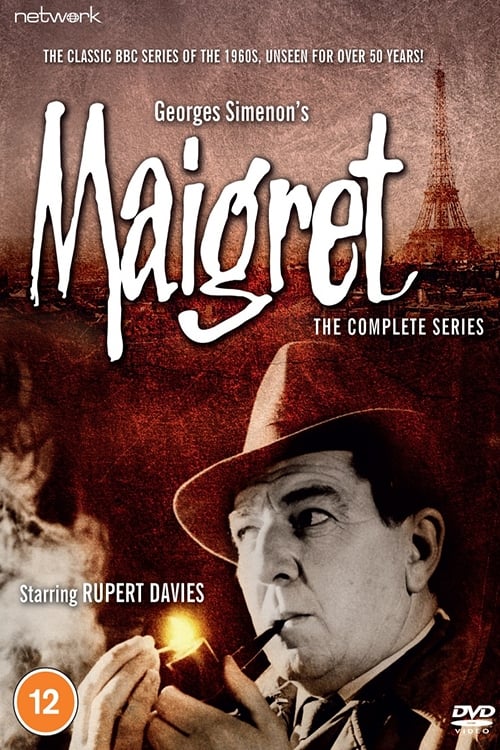 network
THE CLASSIC BBC SERIES OF THE 1960S, UNSEEN FOR OVER 50 YEARS!
Georges Simenon's
Maigret
THE COMPLETE SERIES
Starring RUPERT DAVIES
12
DVD
VIDEO